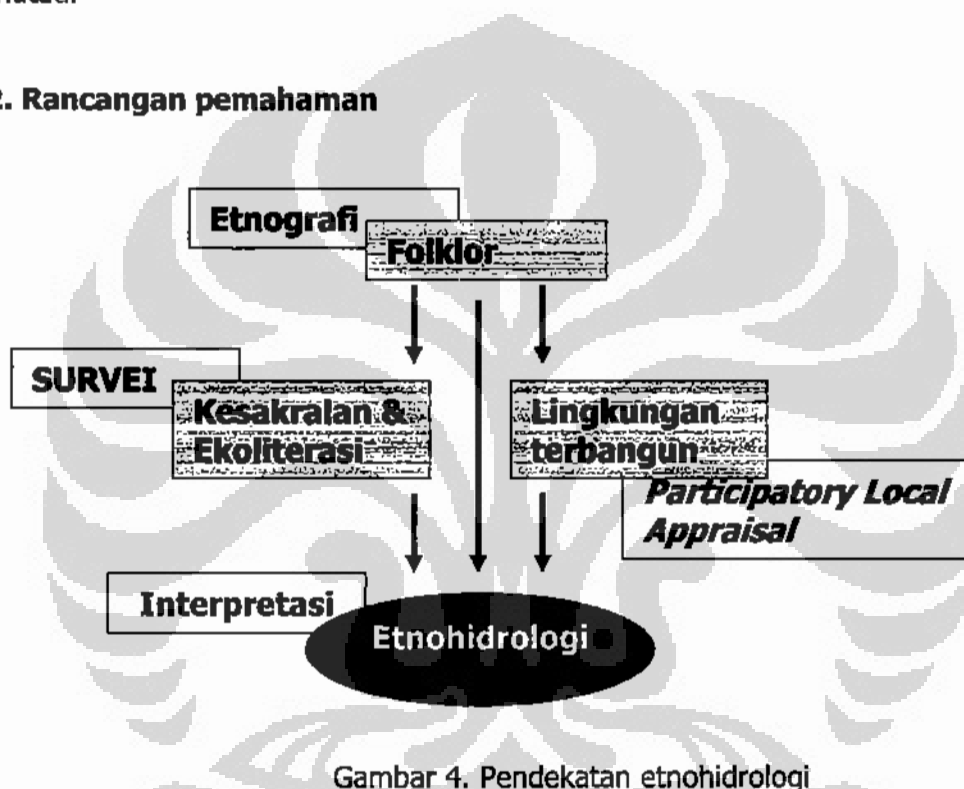 2. Rancangan pemahaman
Etnografi
Folklor
SURVEI
Kesakralan &
Ekoliterasi
Lingkungan
terbangun
Participatory Local
Appraisal
Interpretasi
Etnohidrologi
Gambar 4. Pendekatan etnohidrologi